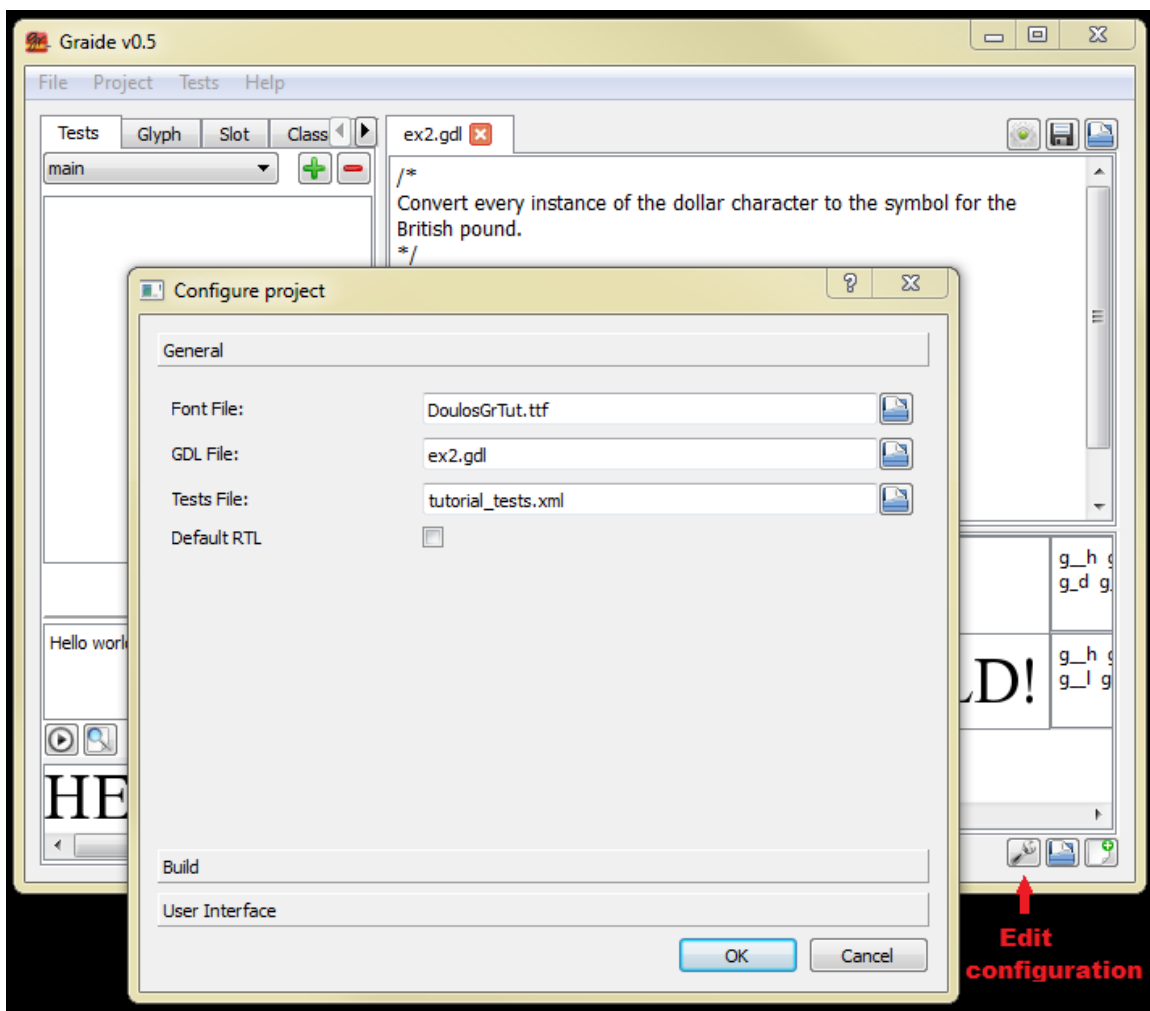 Graide v0.5
File Project Tests Help
Tests Glyph Slot Class
ex2.gdl
main
/*
Convert every instance of the dollar character to the symbol for the
British pound.
*/
Configure project
General
Font File: DoulosGrTut.ttf
GDL File: ex2.gdl
Tests File: tutorial_tests.xml
Default RTL
g__h
g_d
Hello
g__h
g__l g
LD!
HE
Build
User Interface
OK Cancel
Edit
configuration